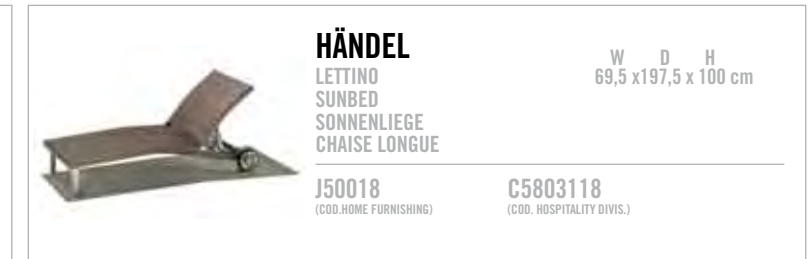 HÄNDEL
LETTINO
SUNBED
SONNENLIEGE
CHAISE LONGUE
W D H
69,5 x197,5 x 100 cm
J50018
(COD.HOME FURNISHING)
C5803118
(COD. HOSPITALITY DIVIS.)